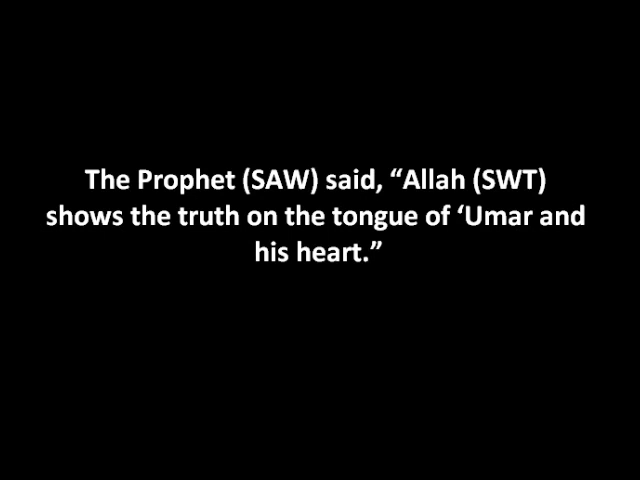 The Prophet (SAW) said, “Allah (SWT)
shows the truth on the tongue of ‘Umar and
his heart.”